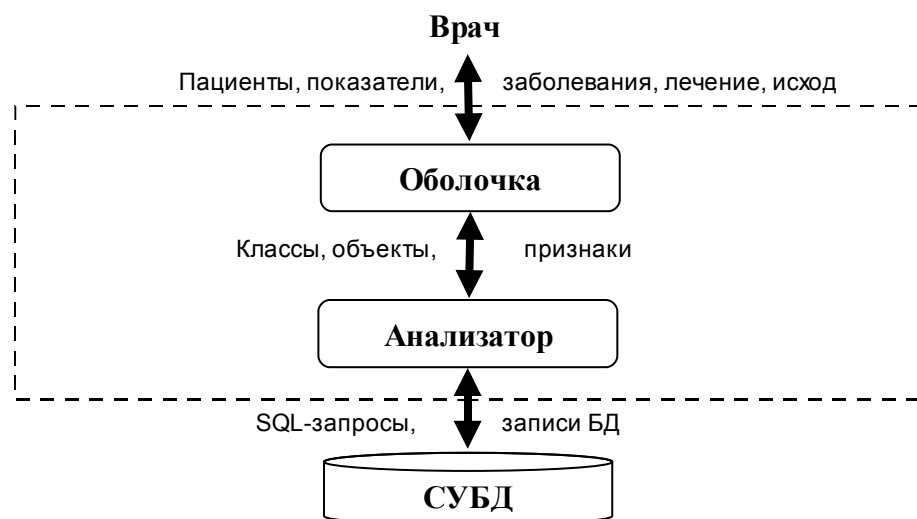 Врач
Пациенты, показатели, заболевания, лечение, исход
Оболочка
Классы, объекты, признаки
Анализатор
SQL-запросы, записи БД
СУБД